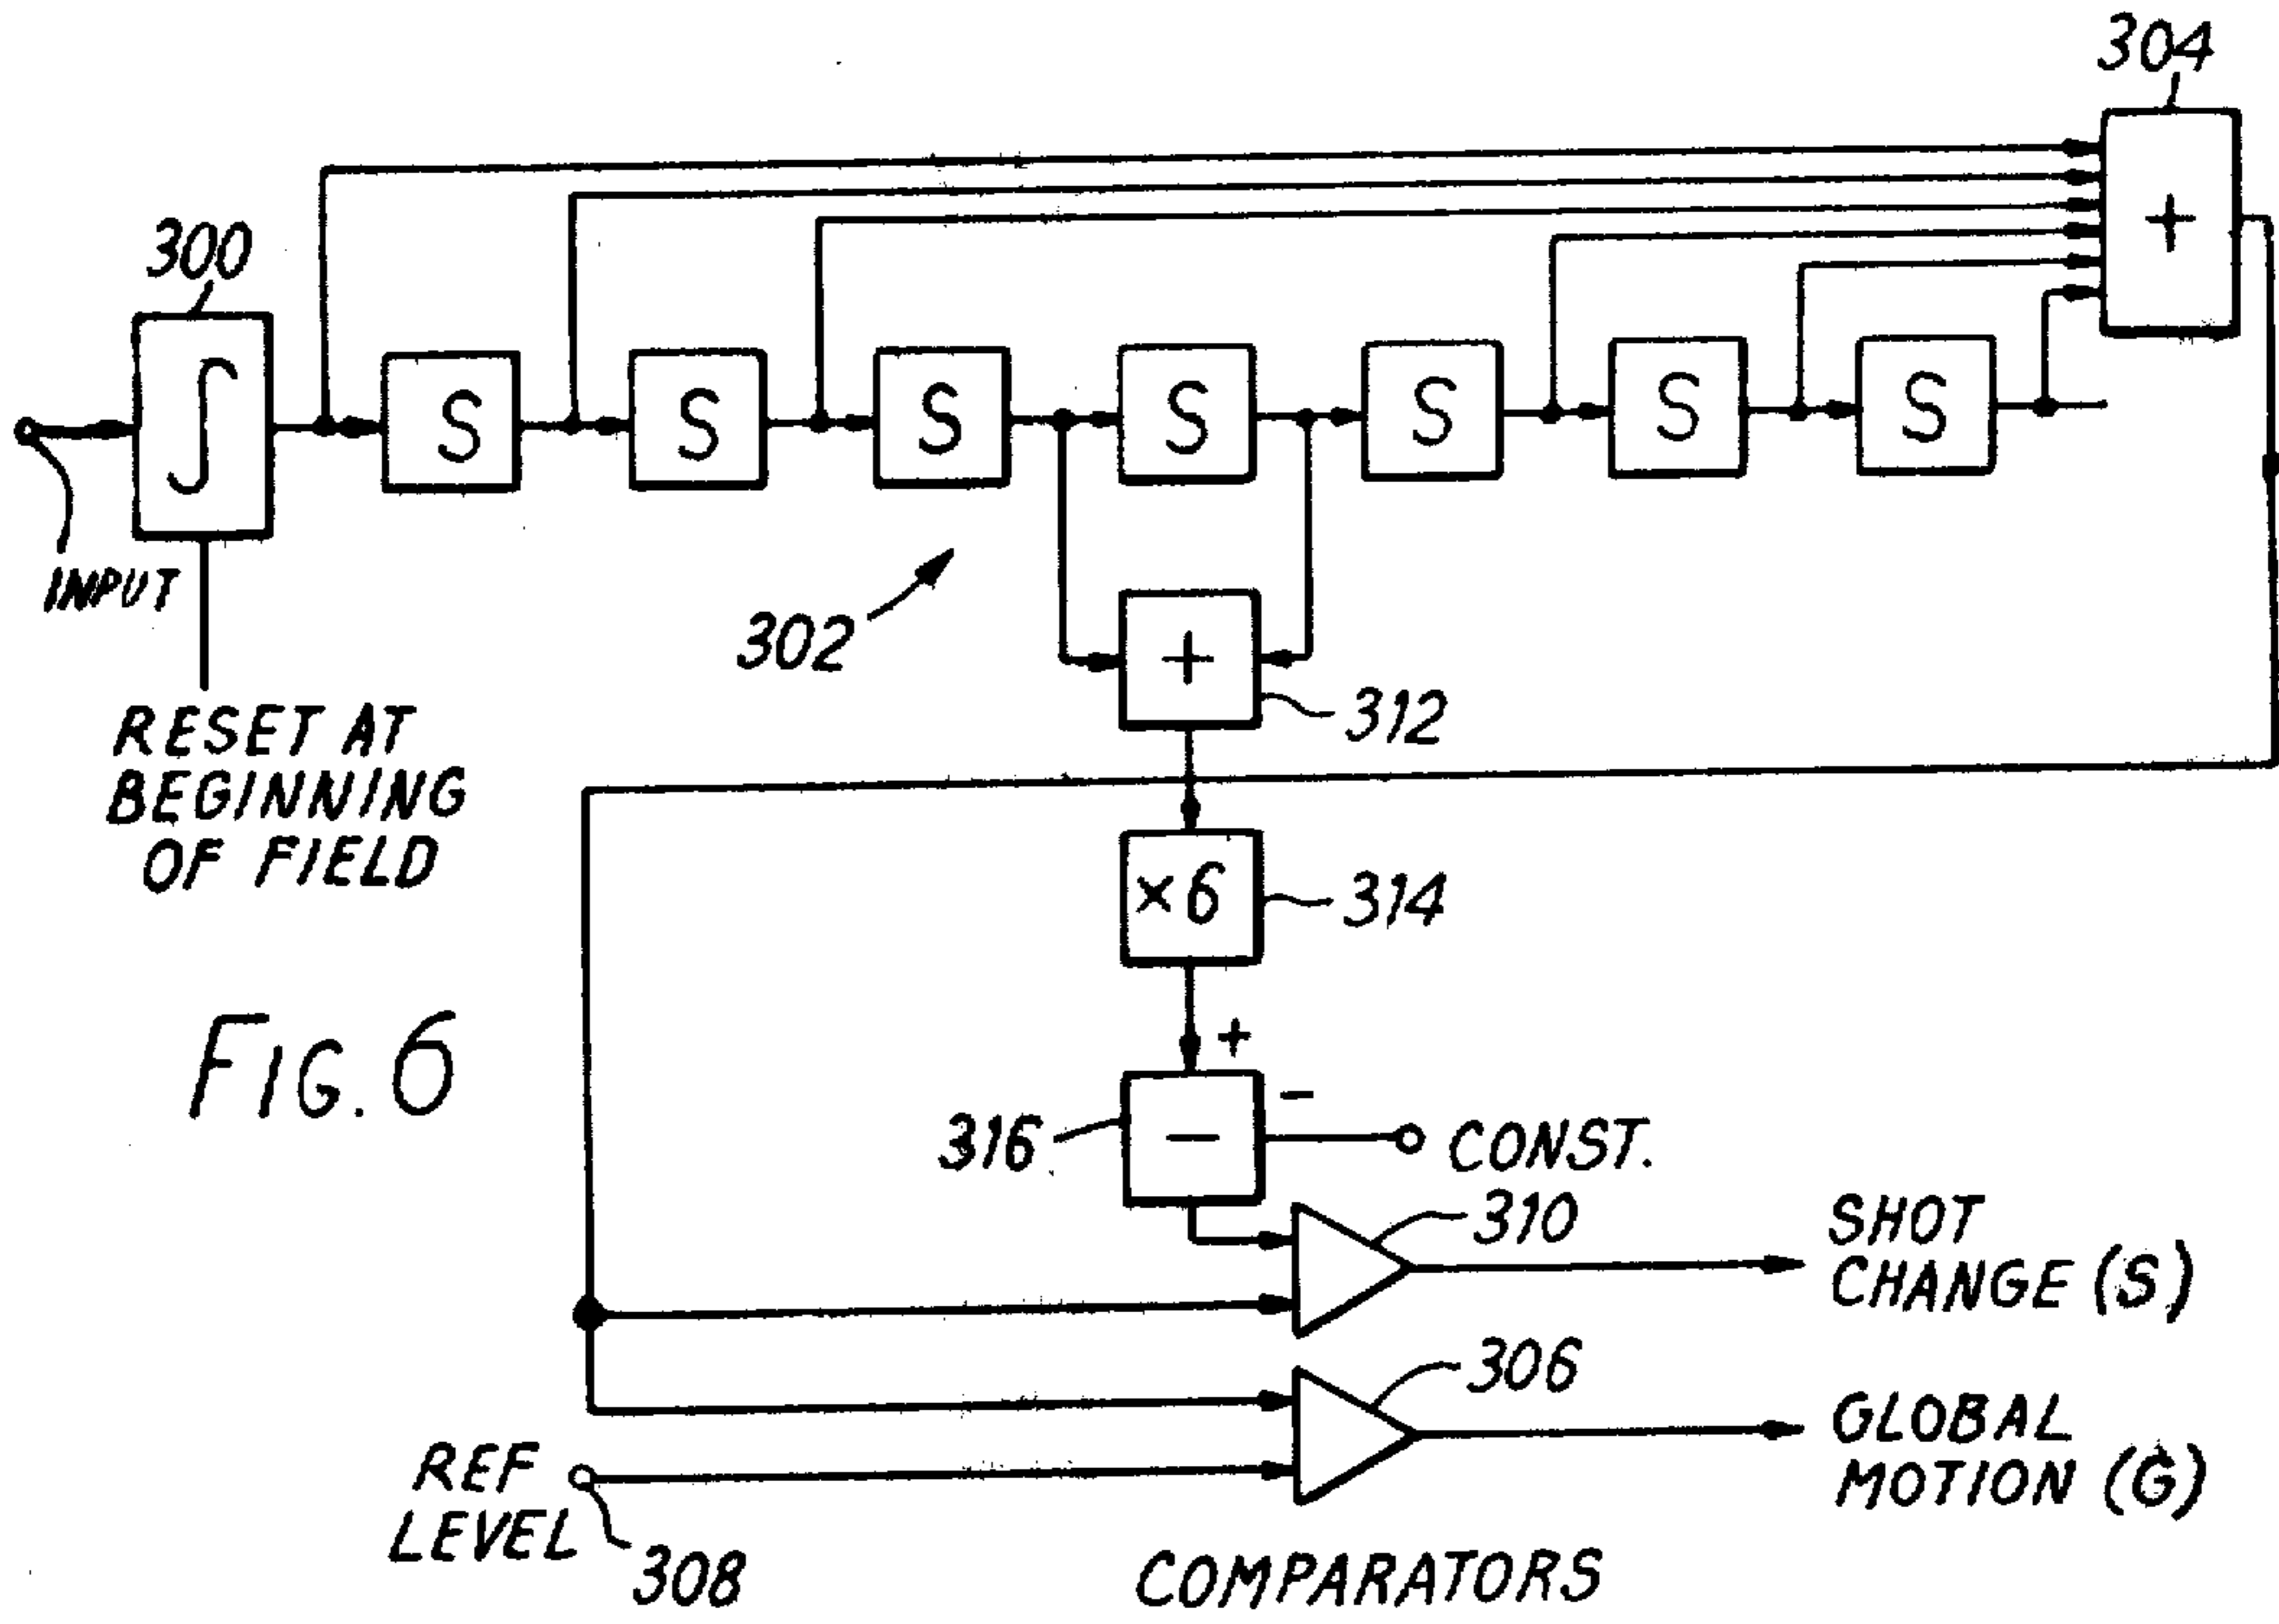 304
300
∫
S
S
S
S
S
S
S
+
INPUT
302
+
312
RESET AT
BEGINNING
OF FIELD
×6
314
+
FIG. 6
316
−
−
CONST.
310
SHOT
CHANGE (S)
306
GLOBAL
MOTION (G)
REF
LEVEL
308
COMPARATORS